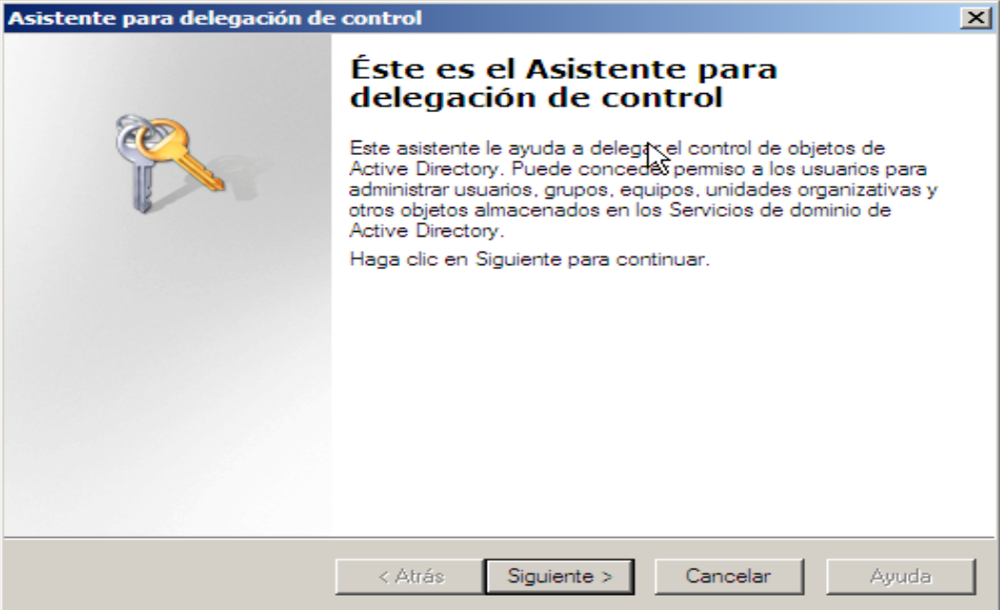 Asistente para delegación de control
Éste es el Asistente para
delegación de control
Este asistente le ayuda a delegar el control de objetos de
Active Directory. Puede conceder permiso a los usuarios para
administrar usuarios, grupos, equipos, unidades organizativas y
otros objetos almacenados en los Servicios de dominio de
Active Directory.
Haga clic en Siguiente para continuar.
< Atrás
Siguiente >
Cancelar
Ayuda